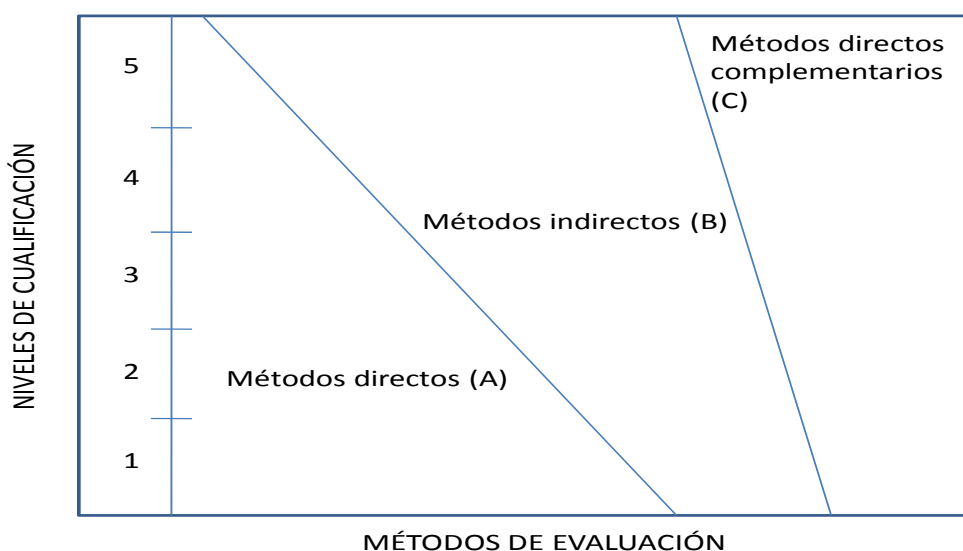 Métodos directos
complementarios
(C)
5
4
Métodos indirectos (B)
3
2
Métodos directos (A)
1
NIVELES DE CUALIFICACIÓN
MÉTODOS DE EVALUACIÓN